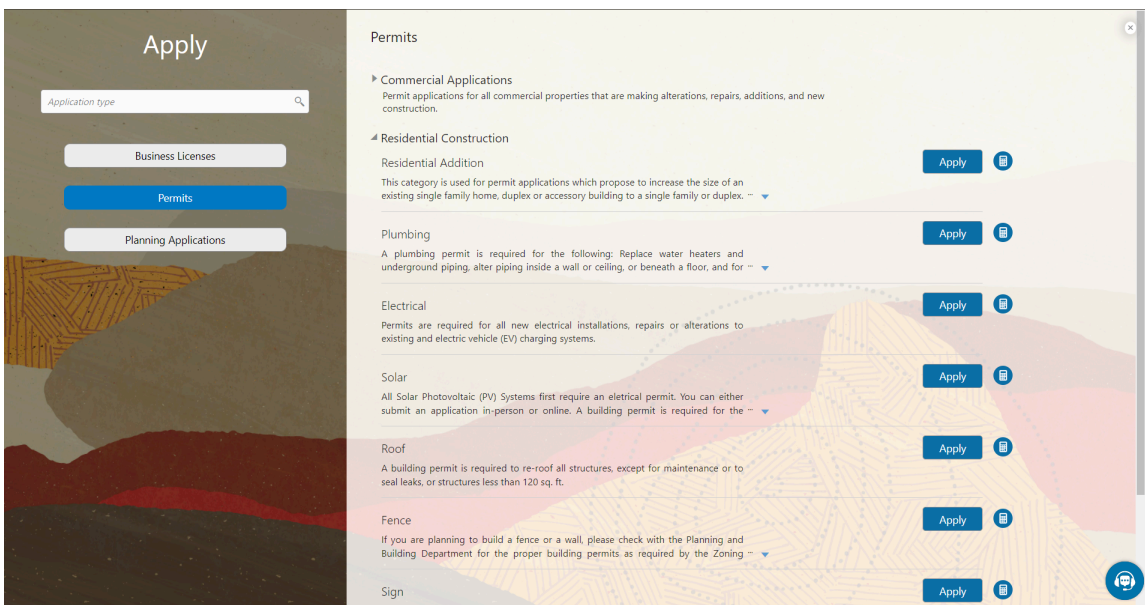 Apply
Application type
Business Licenses
Permits
Planning Applications
Permits
Commercial Applications
Permit applications for all commercial properties that are making alterations, repairs, additions, and new
construction.
Residential Construction
Residential Addition
Apply
This category is used for permit applications which propose to increase the size of an
existing single family home, duplex or accessory building to a single family or duplex. ...
Plumbing
Apply
A plumbing permit is required for the following: Replace water heaters and
underground piping, alter piping inside a wall or ceiling, or beneath a floor, and for ...
Electrical
Apply
Permits are required for all new electrical installations, repairs or alterations to
existing and electric vehicle (EV) charging systems.
Solar
Apply
All Solar Photovoltaic (PV) Systems first require an eletrical permit. You can either
submit an application in-person or online. A building permit is required for the ...
Roof
Apply
A building permit is required to re-roof all structures, except for maintenance or to
seal leaks, or structures less than 120 sq. ft.
Fence
Apply
If you are planning to build a fence or a wall, please check with the Planning and
Building Department for the proper building permits as required by the Zoning ...
Sign
Apply